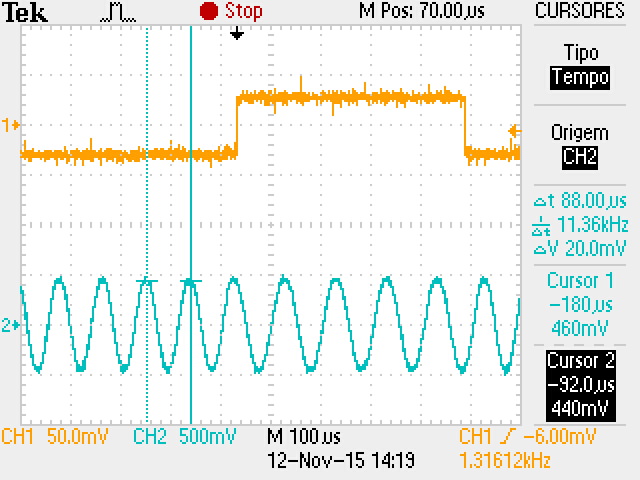 Tek Stop M Pos: 70.00µs CURSORES
Tipo
Tempo
1
Origem
CH2
Δt 88.00µs
1/Δt 11.36kHz
ΔV 20.0mV
Cursor 1
-180µs
460mV
2
Cursor 2
-92.0µs
440mV
CH1 50.0mV CH2 500mV M 100µs CH1 -6.00mV
12-Nov-15 14:19 1.31612kHz